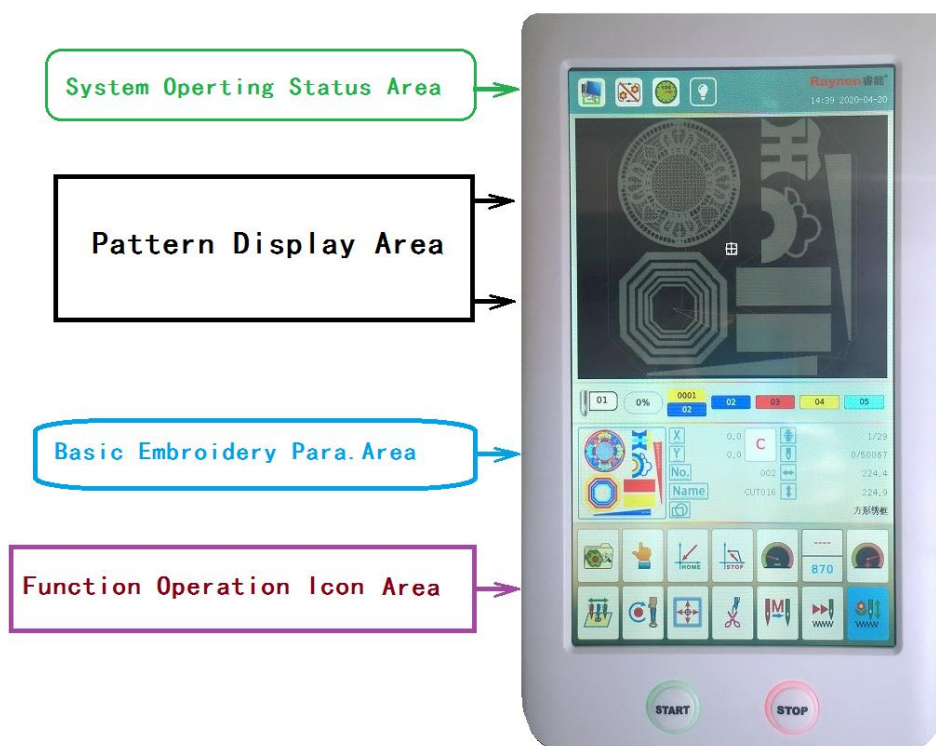 System Operting Status Area
Pattern Display Area
Basic Embroidery Para.Area
Function Operation Icon Area
Raynen睿能
14:39 2020-04-20
01
0%
0001
02
02
03
04
05
X 0.0 C 1/29
Y 0.0 0/50087
No. 002 224.4
Name CUT016 224.9
方形绣框
HOME
STOP
----
870
M
START
STOP